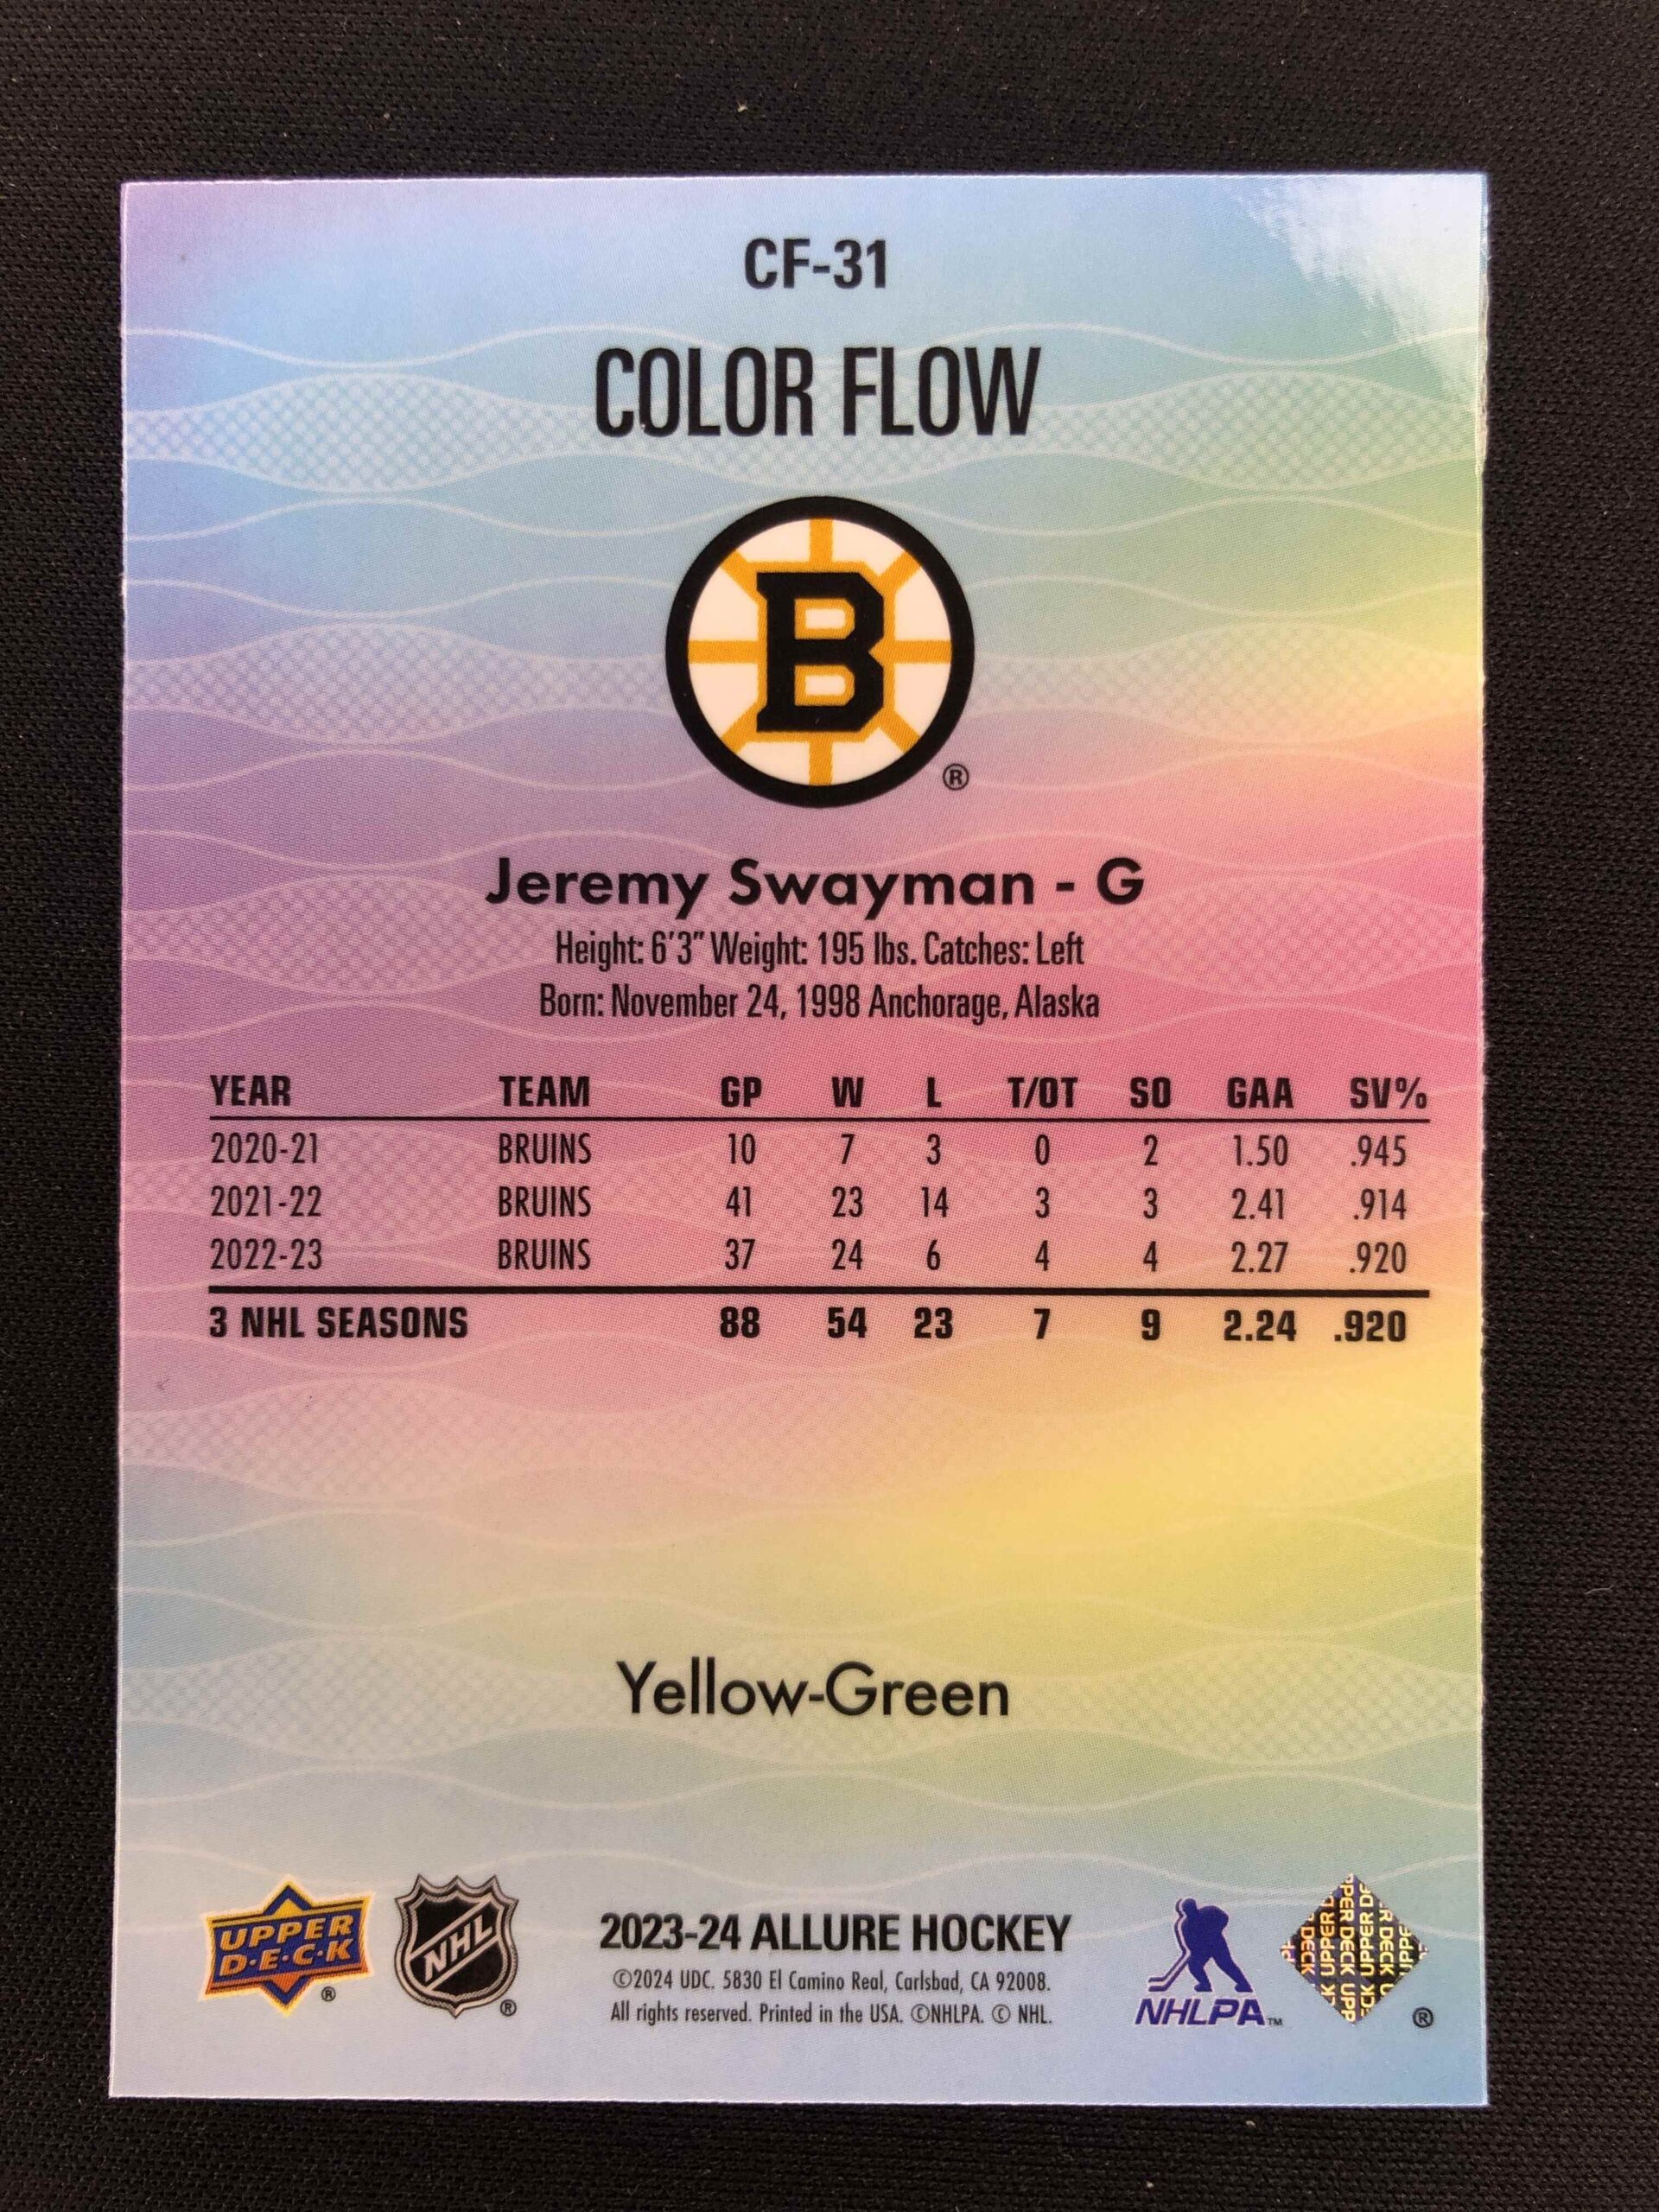 CF-31
COLOR FLOW
B
®
Jeremy Swayman - G
Height: 6'3" Weight: 195 lbs. Catches: Left
Born: November 24, 1998 Anchorage, Alaska
YEAR TEAM GP W L T/OT SO GAA SV%
2020-21 BRUINS 10 7 3 0 2 1.50 .945
2021-22 BRUINS 41 23 14 3 3 2.41 .914
2022-23 BRUINS 37 24 6 4 4 2.27 .920
3 NHL SEASONS 88 54 23 7 9 2.24 .920
Yellow-Green
UPPER
D·E·C·K
®
NHL
®
2023-24 ALLURE HOCKEY
©2024 UDC. 5830 El Camino Real, Carlsbad, CA 92008.
All rights reserved. Printed in the USA. ©NHLPA. © NHL.
NHLPA™
UPPER DECK
®